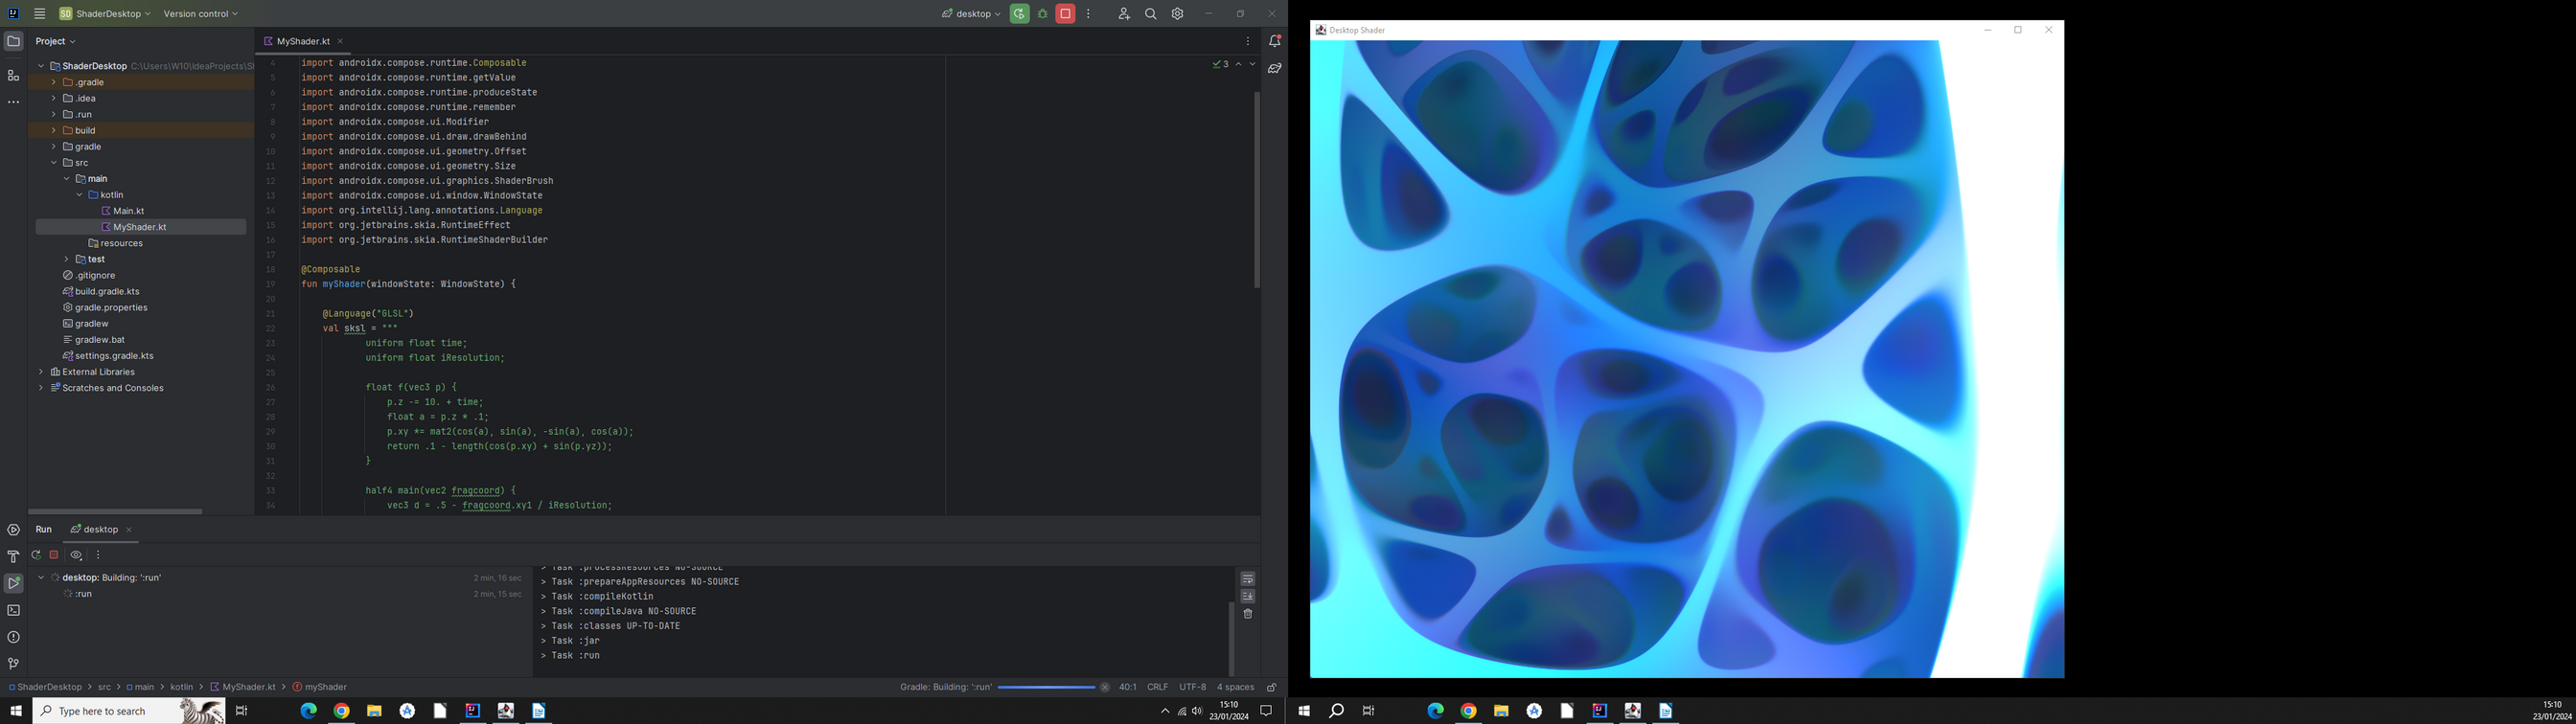 SD ShaderDesktop Version control desktop
Project
MyShader.kt
Desktop Shader
ShaderDesktop C:\Users\W10\IdeaProjects\S
.gradle
.idea
.run
build
gradle
src
main
kotlin
Main.kt
MyShader.kt
resources
test
.gitignore
build.gradle.kts
gradle.properties
gradlew
gradlew.bat
settings.gradle.kts
External Libraries
Scratches and Consoles
3
4 import androidx.compose.runtime.Composable
5 import androidx.compose.runtime.getValue
6 import androidx.compose.runtime.produceState
7 import androidx.compose.runtime.remember
8 import androidx.compose.ui.Modifier
9 import androidx.compose.ui.draw.drawBehind
10 import androidx.compose.ui.geometry.Offset
11 import androidx.compose.ui.geometry.Size
12 import androidx.compose.ui.graphics.ShaderBrush
13 import androidx.compose.ui.window.WindowState
14 import org.intellij.lang.annotations.Language
15 import org.jetbrains.skia.RuntimeEffect
16 import org.jetbrains.skia.RuntimeShaderBuilder
17
18 @Composable
19 fun myShader(windowState: WindowState) {
20
21 @Language("GLSL")
22 val sksl = """
23 uniform float time;
24 uniform float iResolution;
25
26 float f(vec3 p) {
27 p.z -= 10. + time;
28 float a = p.z * .1;
29 p.xy *= mat2(cos(a), sin(a), -sin(a), cos(a));
30 return .1 - length(cos(p.xy) + sin(p.yz));
31 }
32
33 half4 main(vec2 fragcoord) {
34 vec3 d = .5 - fragcoord.xy1 / iResolution;
Run desktop
desktop: Building: ':run' 2 min, 16 sec
:run 2 min, 15 sec
> Task :processResources NO-SOURCE
> Task :prepareAppResources NO-SOURCE
> Task :compileKotlin
> Task :compileJava NO-SOURCE
> Task :classes UP-TO-DATE
> Task :jar
> Task :run
ShaderDesktop > src > main > kotlin > MyShader.kt > myShader
Gradle: Building: ':run' 40:1 CRLF UTF-8 4 spaces
Type here to search
15:10
23/01/2024
15:10
23/01/2024